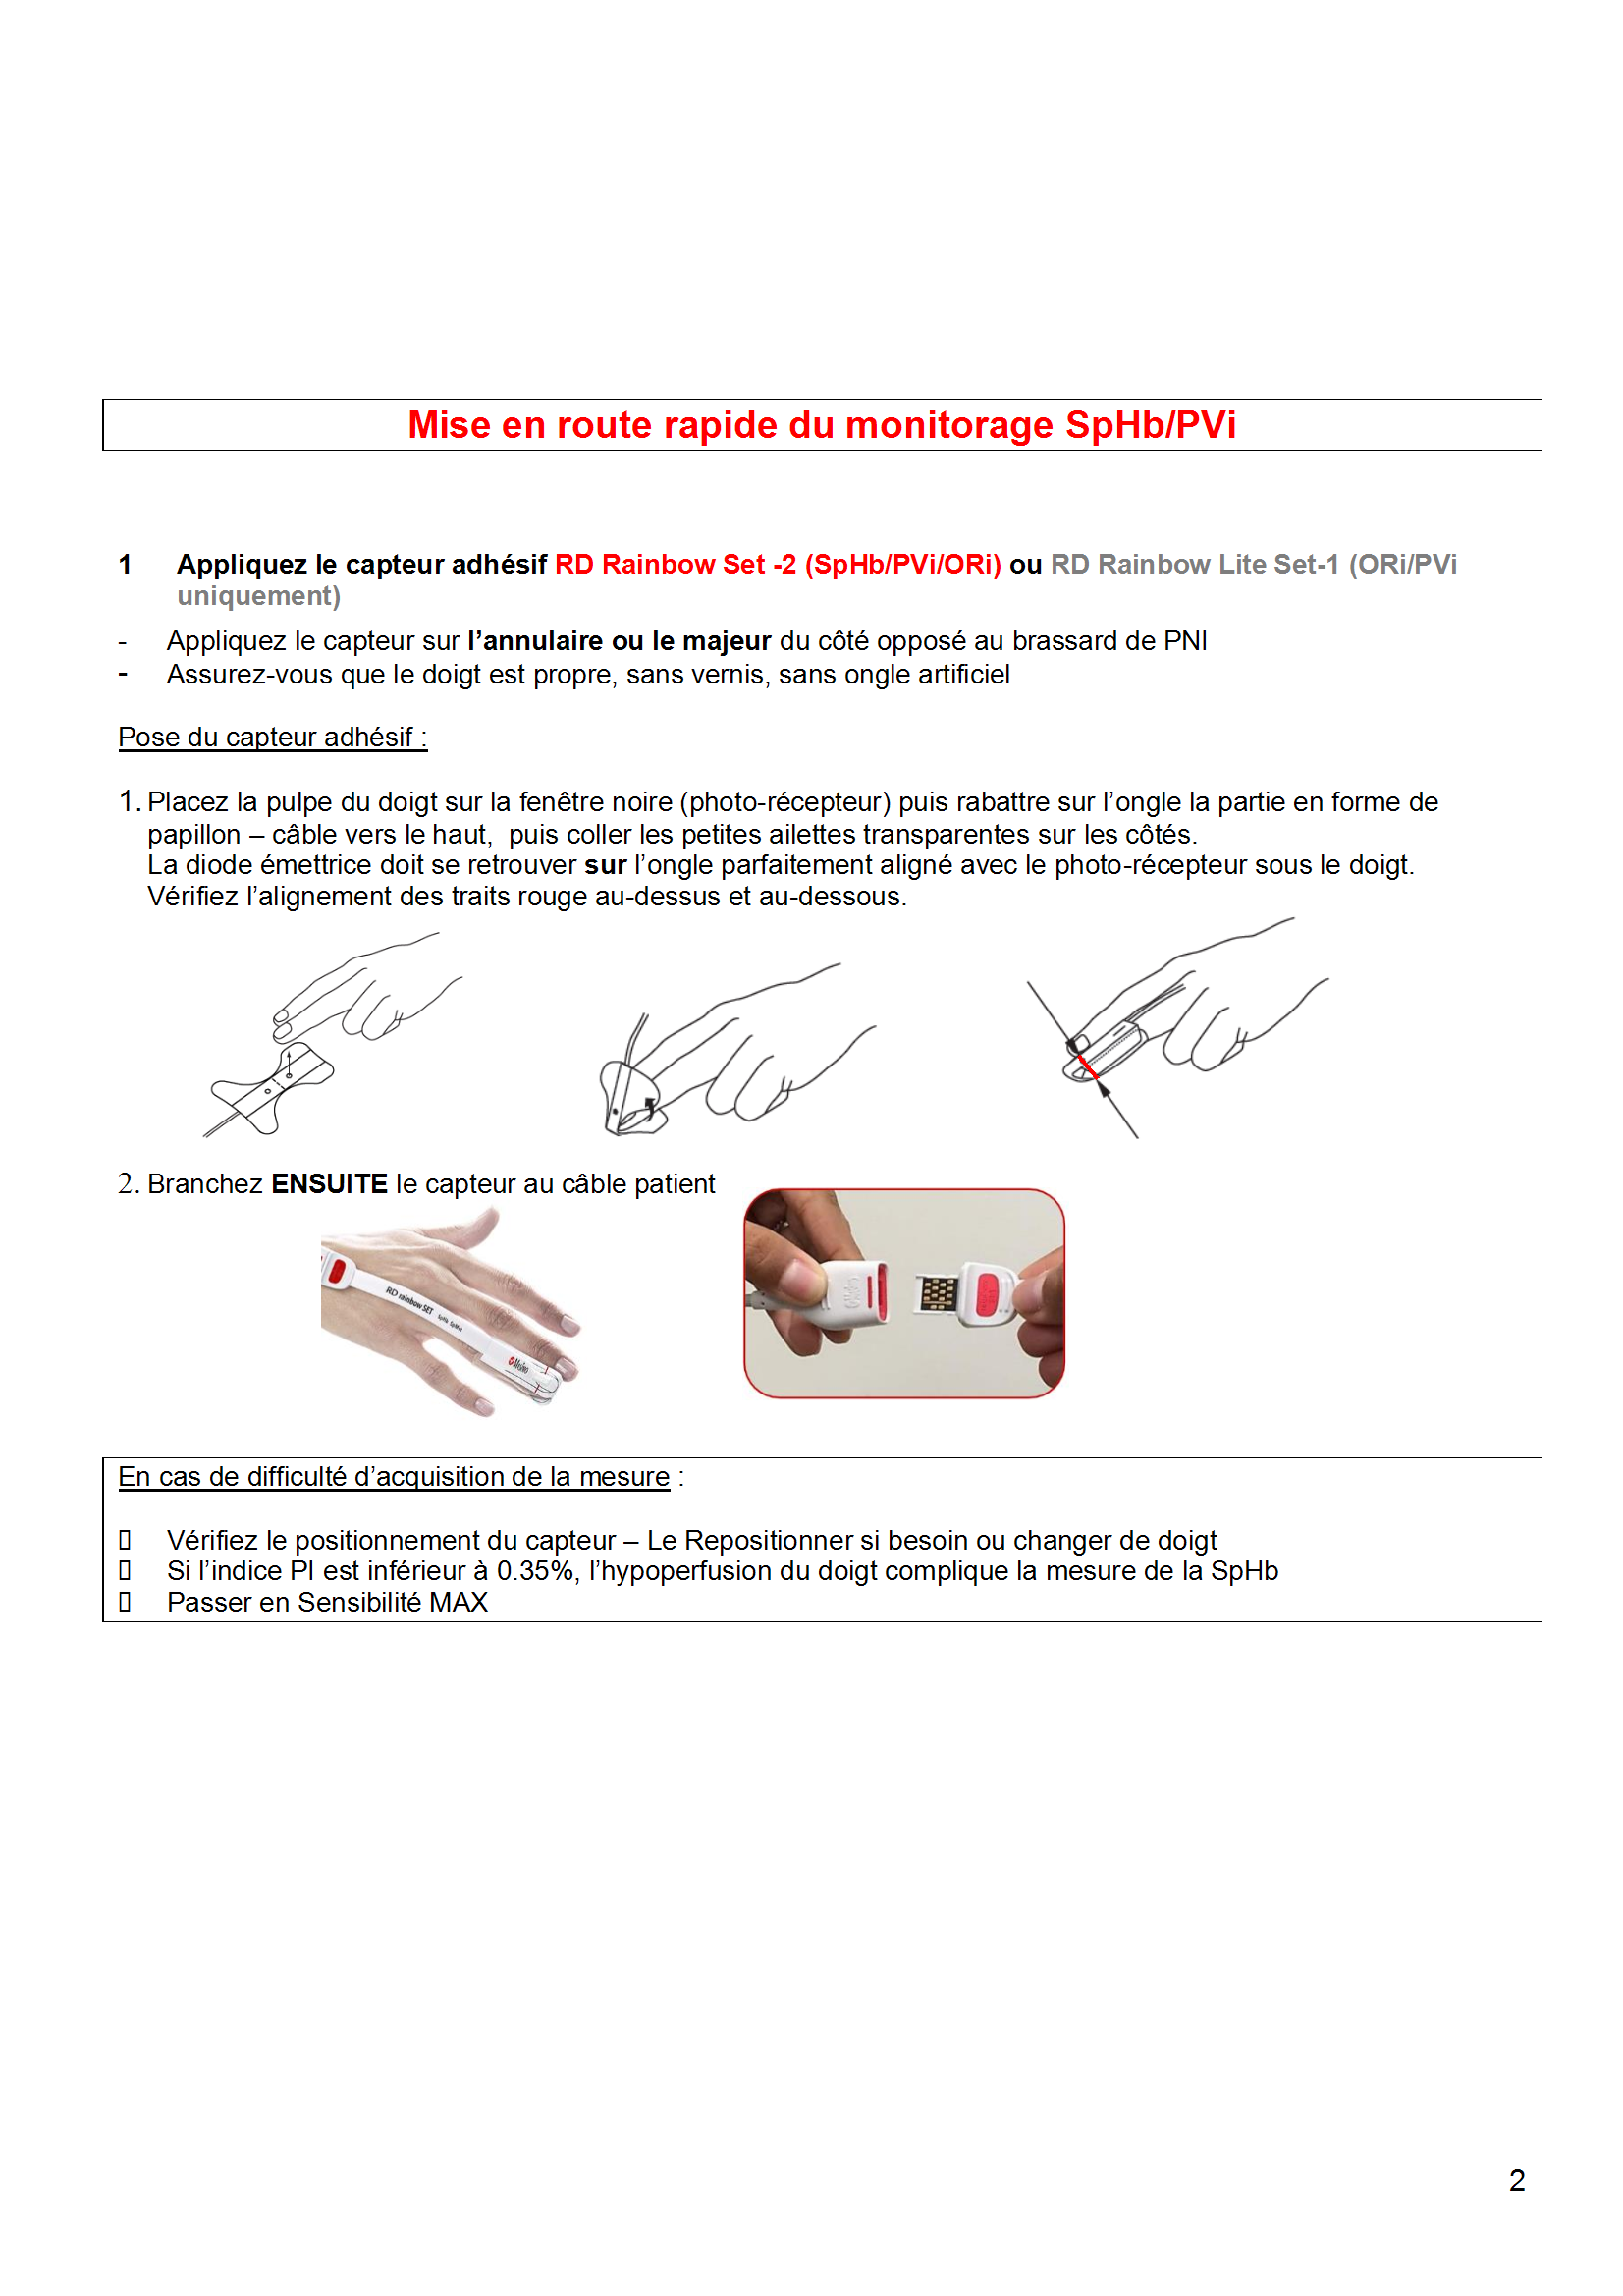 Mise en route rapide du monitorage SpHb/PVi
1 Appliquez le capteur adhésif RD Rainbow Set -2 (SpHb/PVi/ORi) ou RD Rainbow Lite Set-1 (ORi/PVi
uniquement)
- Appliquez le capteur sur l’annulaire ou le majeur du côté opposé au brassard de PNI
- Assurez-vous que le doigt est propre, sans vernis, sans ongle artificiel
Pose du capteur adhésif :
1. Placez la pulpe du doigt sur la fenêtre noire (photo-récepteur) puis rabattre sur l’ongle la partie en forme de
papillon – câble vers le haut, puis coller les petites ailettes transparentes sur les côtés.
La diode émettrice doit se retrouver sur l’ongle parfaitement aligné avec le photo-récepteur sous le doigt.
Vérifiez l’alignement des traits rouge au-dessus et au-dessous.
2. Branchez ENSUITE le capteur au câble patient
RD rainbow SET
Masimo
En cas de difficulté d’acquisition de la mesure :
Vérifiez le positionnement du capteur – Le Repositionner si besoin ou changer de doigt
Si l’indice PI est inférieur à 0.35%, l’hypoperfusion du doigt complique la mesure de la SpHb
Passer en Sensibilité MAX
2